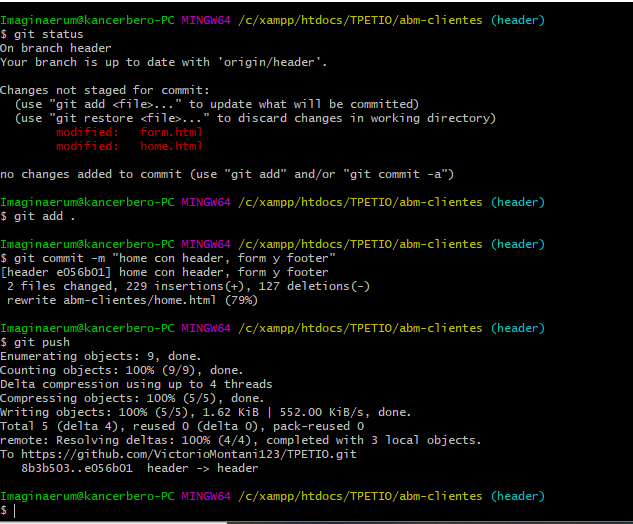 Imaginaerum@kancerbero-PC MINGW64 /c/xampp/htdocs/TPETIO/abm-clientes (header)
$ git status
On branch header
Your branch is up to date with 'origin/header'.
Changes not staged for commit:
(use "git add <file>..." to update what will be committed)
(use "git restore <file>..." to discard changes in working directory)
modified: form.html
modified: home.html
no changes added to commit (use "git add" and/or "git commit -a")
Imaginaerum@kancerbero-PC MINGW64 /c/xampp/htdocs/TPETIO/abm-clientes (header)
$ git add .
Imaginaerum@kancerbero-PC MINGW64 /c/xampp/htdocs/TPETIO/abm-clientes (header)
$ git commit -m "home con header, form y footer"
[header e056b01] home con header, form y footer
2 files changed, 229 insertions(+), 127 deletions(-)
rewrite abm-clientes/home.html (79%)
Imaginaerum@kancerbero-PC MINGW64 /c/xampp/htdocs/TPETIO/abm-clientes (header)
$ git push
Enumerating objects: 9, done.
Counting objects: 100% (9/9), done.
Delta compression using up to 4 threads
Compressing objects: 100% (5/5), done.
Writing objects: 100% (5/5), 1.62 KiB | 552.00 KiB/s, done.
Total 5 (delta 4), reused 0 (delta 0), pack-reused 0
remote: Resolving deltas: 100% (4/4), completed with 3 local objects.
To https://github.com/VictorioMontani123/TPETIO.git
8b3b503..e056b01 header -> header
Imaginaerum@kancerbero-PC MINGW64 /c/xampp/htdocs/TPETIO/abm-clientes (header)
$